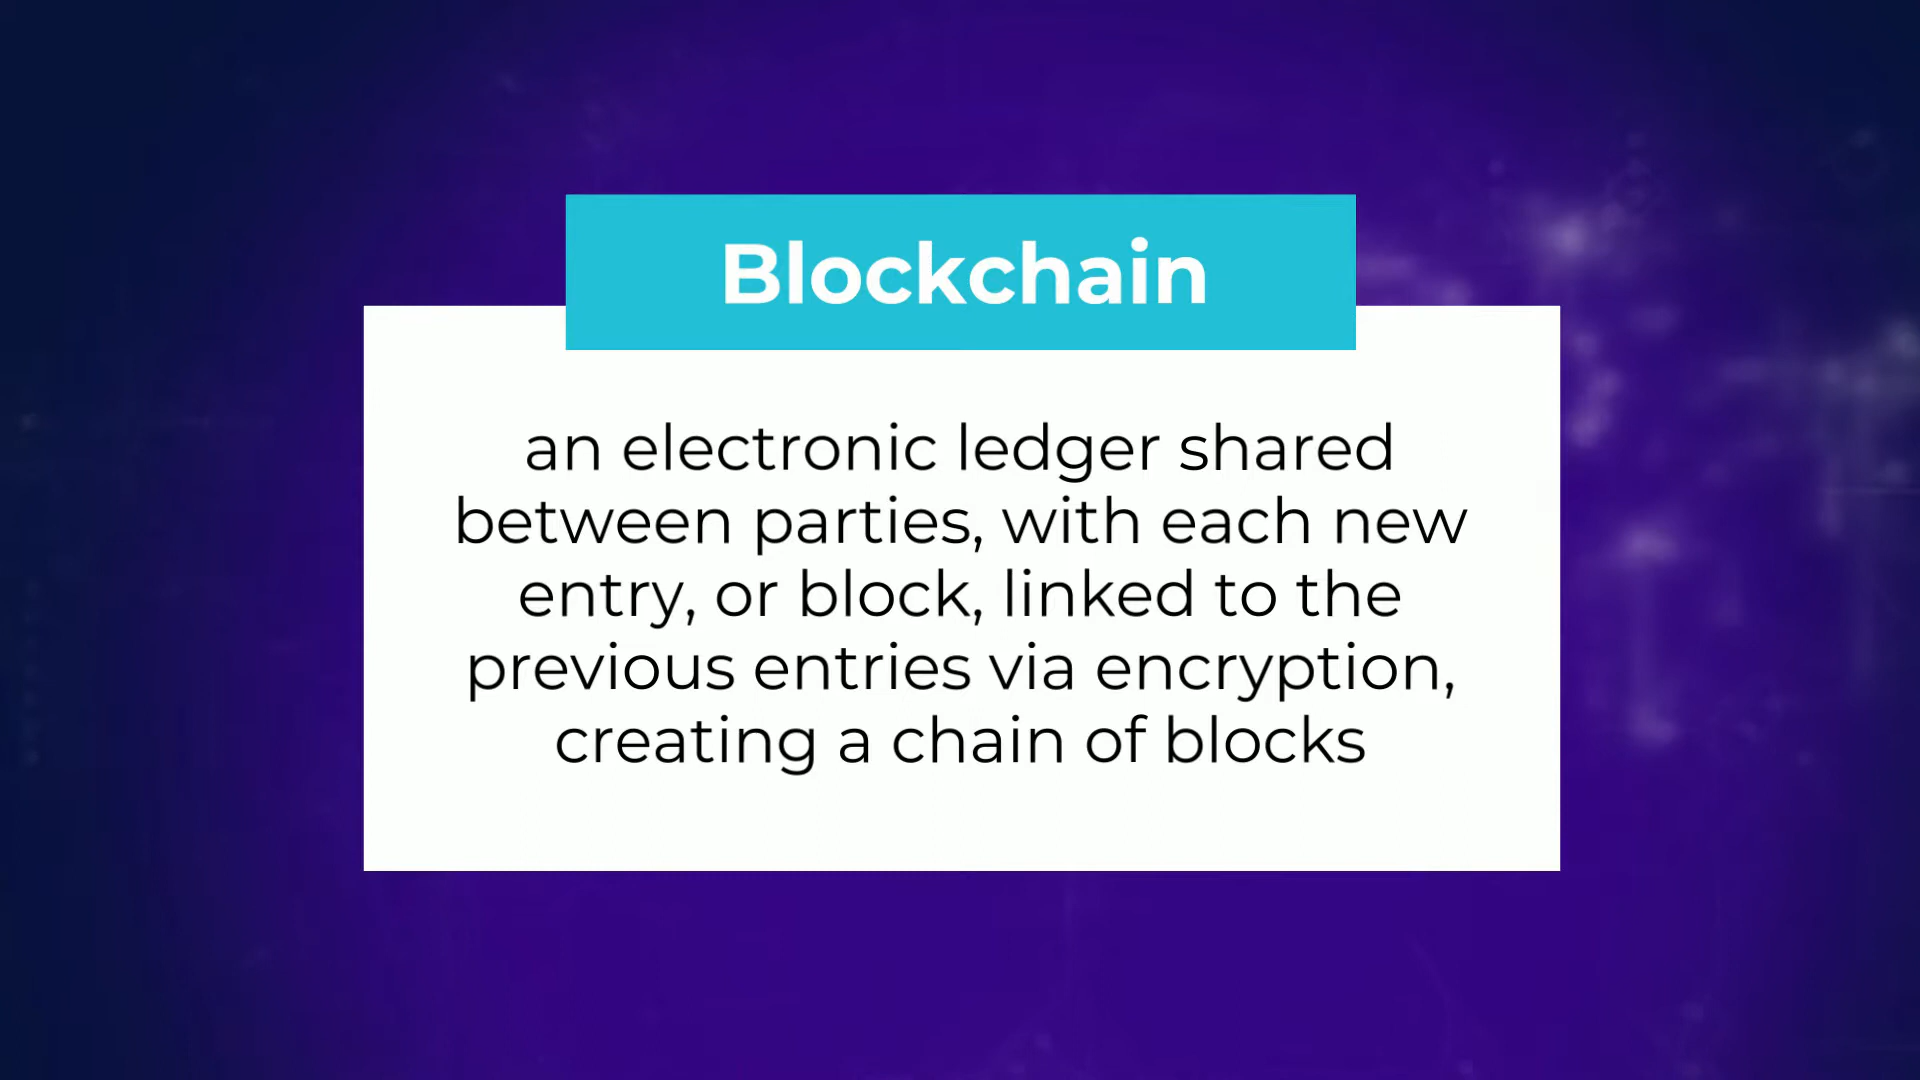 Blockchain
an electronic ledger shared
between parties, with each new
entry, or block, linked to the
previous entries via encryption,
creating a chain of blocks